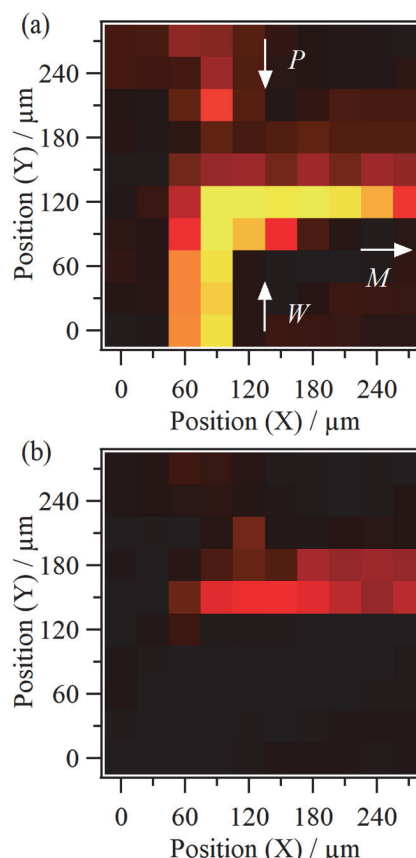 (a)
P
240
180
120
60
0
M
W
Position (Y) / µm
0 60 120 180 240
Position (X) / µm
(b)
240
180
120
60
0
Position (Y) / µm
0 60 120 180 240
Position (X) / µm